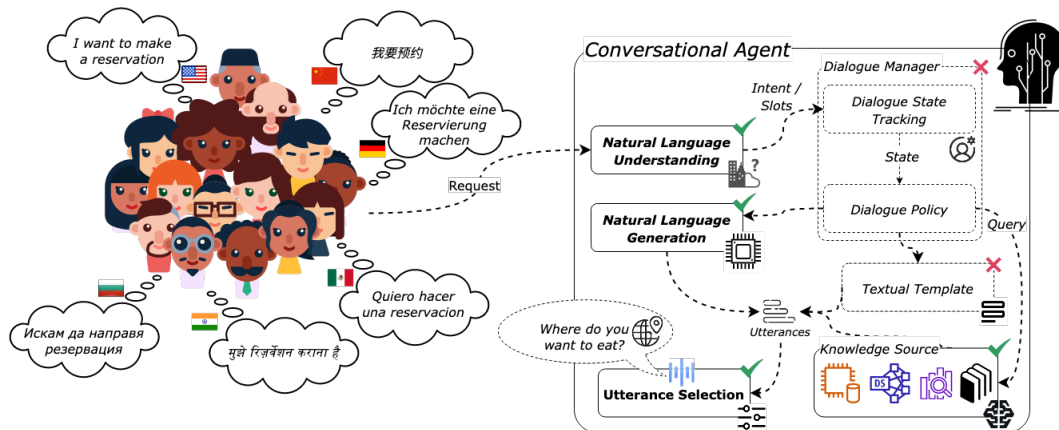 I want to make
a reservation
我要预约
Ich möchte eine
Reservierung
machen
Request
Quiero hacer
una reservacion
Искам да направя
резервация
मुझे रिज़र्वेशन कराना है
Conversational Agent
Dialogue Manager
Intent /
Slots
Dialogue State
Tracking
Natural Language
Understanding
?
State
Natural Language
Generation
Dialogue Policy
Query
Textual Template
Where do you
want to eat?
Utterances
Knowledge Source
DS
Utterance Selection